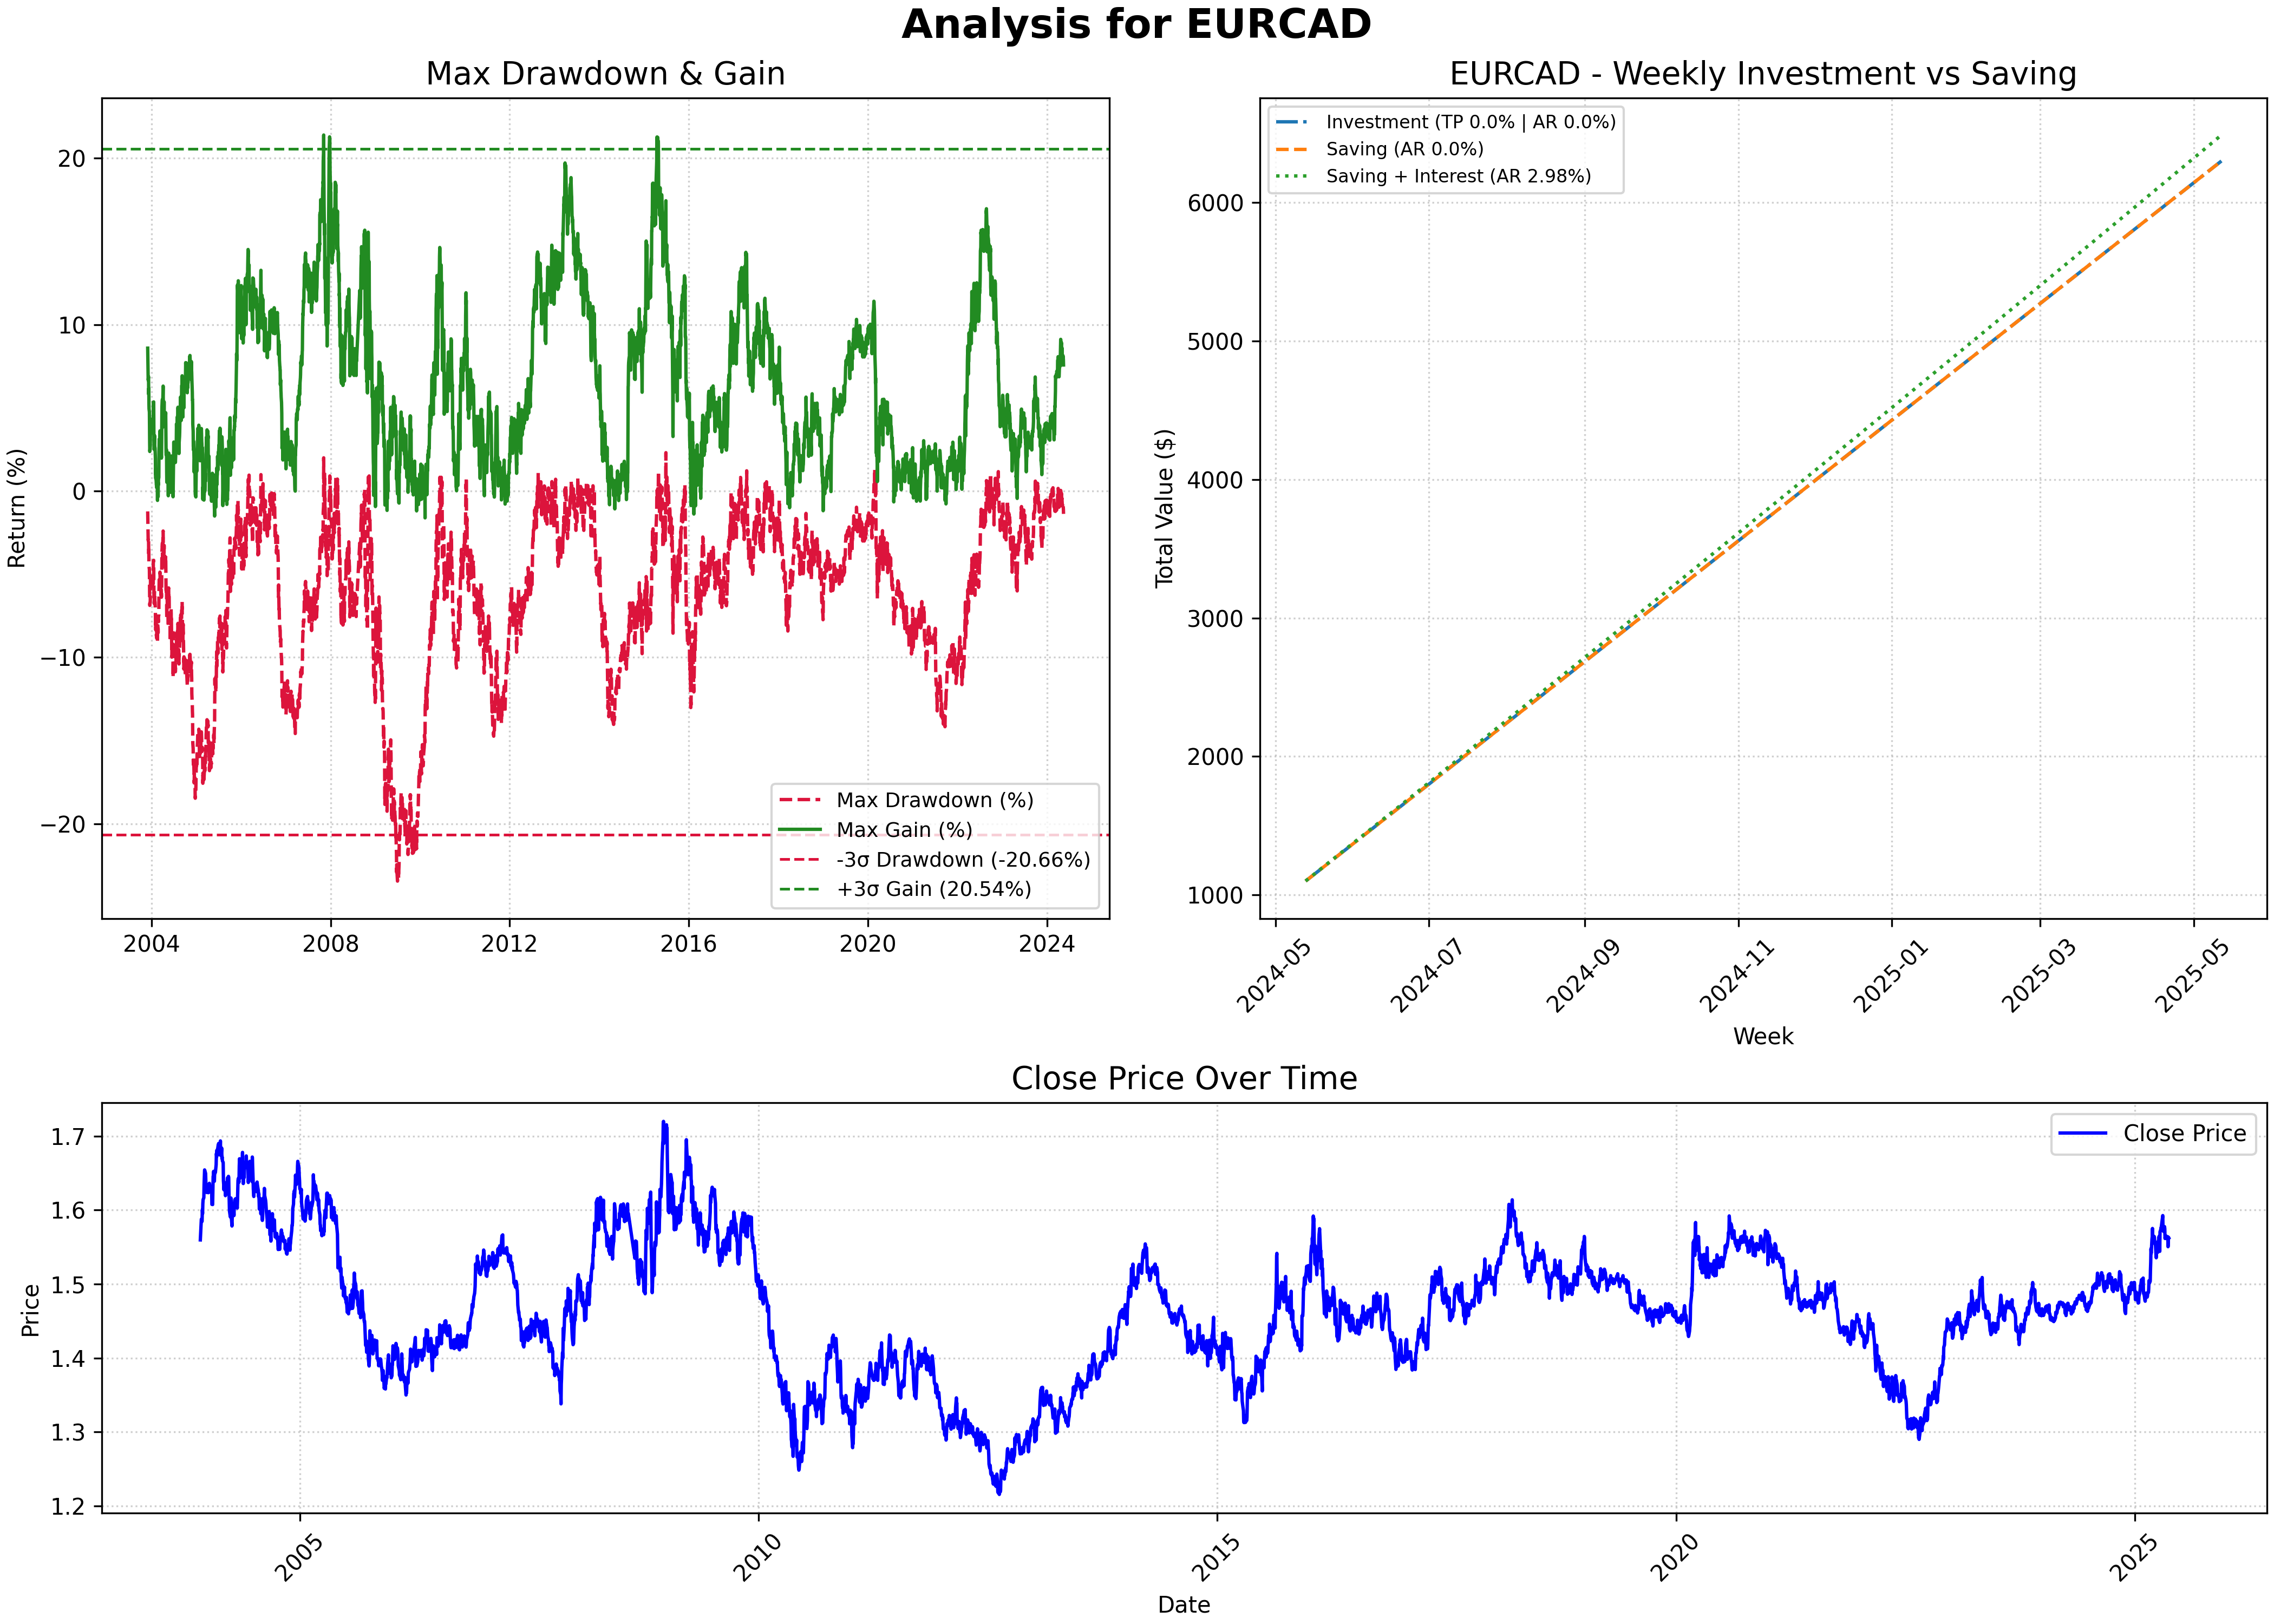 Analysis for EURCAD
Max Drawdown & Gain
Return (%)
20
10
0
−10
−20
2004
2008
2012
2016
2020
2024
Max Drawdown (%)
Max Gain (%)
-3σ Drawdown (-20.66%)
+3σ Gain (20.54%)
EURCAD - Weekly Investment vs Saving
Investment (TP 0.0% | AR 0.0%)
Saving (AR 0.0%)
Saving + Interest (AR 2.98%)
Total Value ($)
6000
5000
4000
3000
2000
1000
2024-05
2024-07
2024-09
2024-11
2025-01
2025-03
2025-05
Week
Close Price Over Time
Close Price
Price
1.7
1.6
1.5
1.4
1.3
1.2
2005
2010
2015
2020
2025
Date